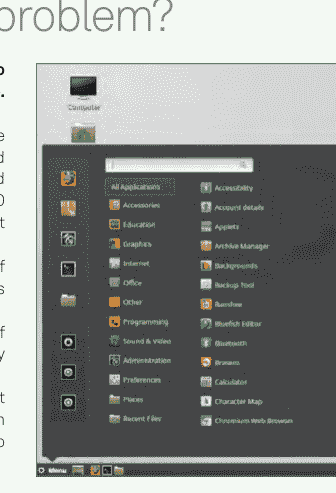 problem?
Computer
All Applications
Accessories
Education
Graphics
Internet
Office
Other
Programming
Sound & Video
Administration
Preferences
Places
Recent Files
Accessibility
Account details
Applets
Archive Manager
Backgrounds
Backup Tool
Banshee
Bluefish Editor
Bluetooth
Brasero
Calculator
Character Map
Chromium Web Browser
Menu